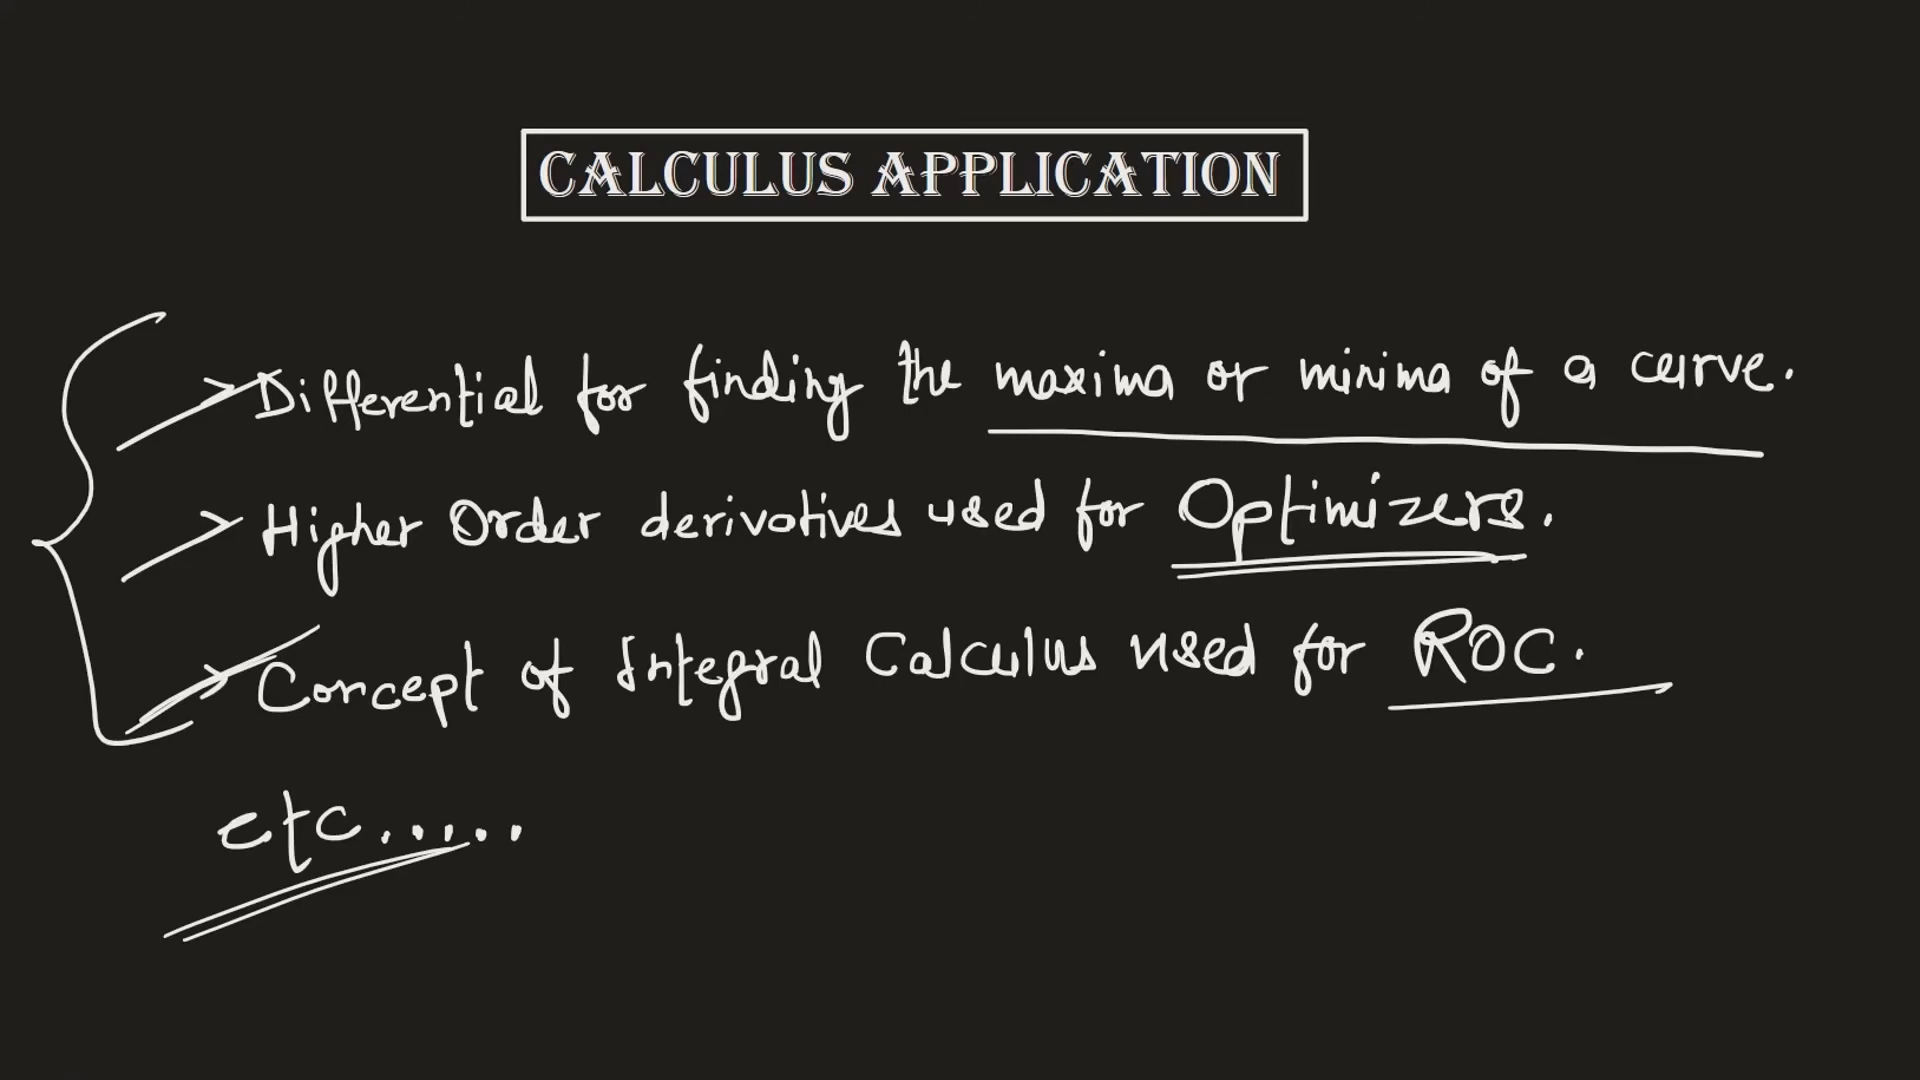 CALCULUS APPLICATION
Differential for finding the maxima or minima of a curve.
Higher Order derivatives used for Optimizers.
Concept of Integral Calculus used for ROC.
etc.....